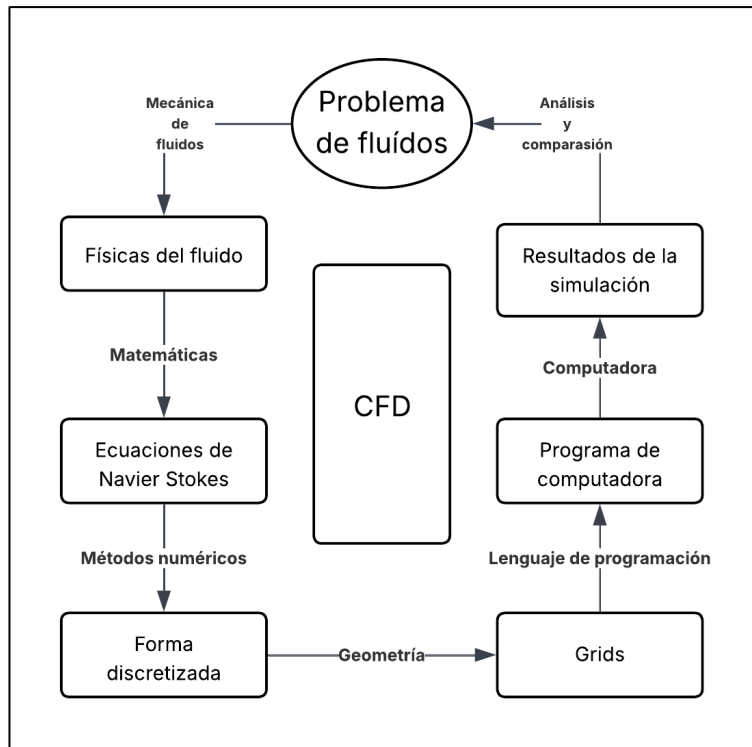 Problema
de fluídos
Mecánica
de
fluidos
Físicas del fluido
Matemáticas
Ecuaciones de
Navier Stokes
Métodos numéricos
Forma
discretizada
Geometría
Grids
Lenguaje de programación
Programa de
computadora
Computadora
Resultados de la
simulación
Análisis
y
comparasión
CFD